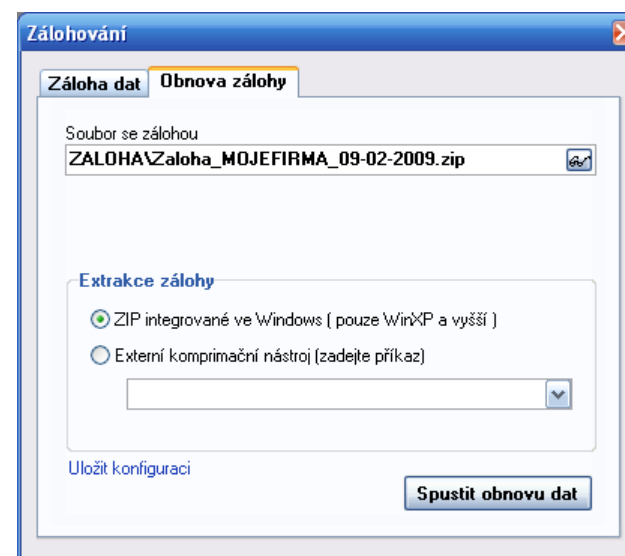 Zálohování
Záloha dat
Obnova zálohy
Soubor se zálohou
ZALOHA\Zaloha_MOJEFIRMA_09-02-2009.zip
Extrakce zálohy
ZIP integrované ve Windows ( pouze WinXP a vyšší )
Externí komprimační nástroj (zadejte příkaz)
Uložit konfiguraci
Spustit obnovu dat